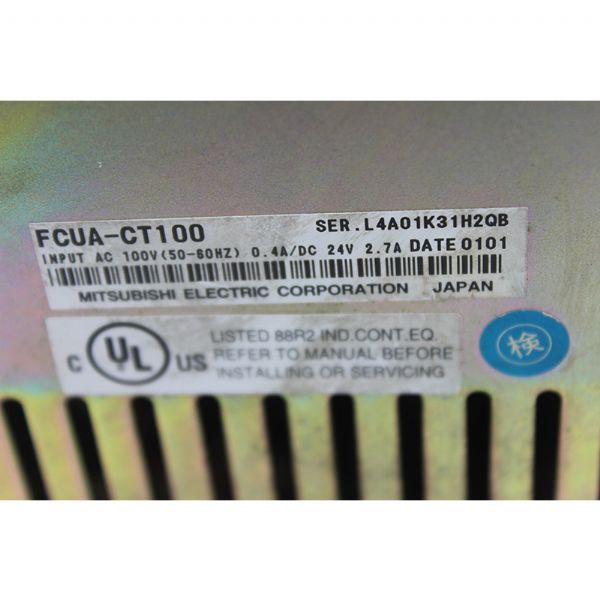 FCUA-CT100 SER.L4A01K31H2QB
INPUT AC 100V(50-60HZ) 0.4A/DC 24V 2.7A DATE 0101
MITSUBISHI ELECTRIC CORPORATION JAPAN
C UL US
LISTED 88R2 IND.CONT.EQ.
REFER TO MANUAL BEFORE
INSTALLING OR SERVICING
検